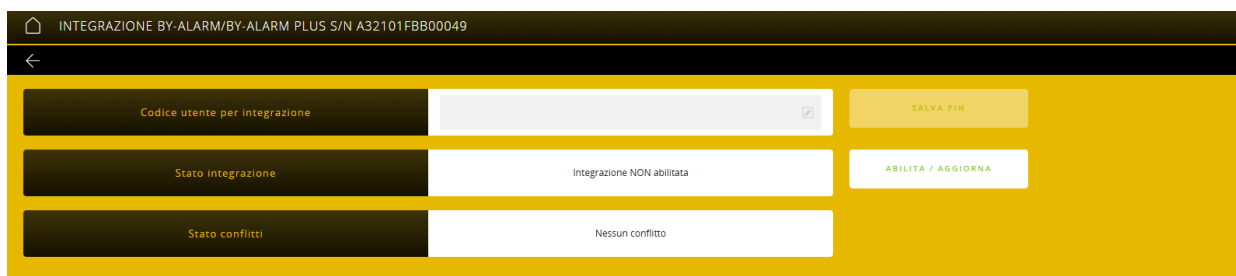 INTEGRAZIONE BY-ALARM/BY-ALARM PLUS S/N A32101FBB00049
Codice utente per integrazione
SALVA PIN
Stato integrazione
Integrazione NON abilitata
ABILITA / AGGIORNA
Stato conflitti
Nessun conflitto